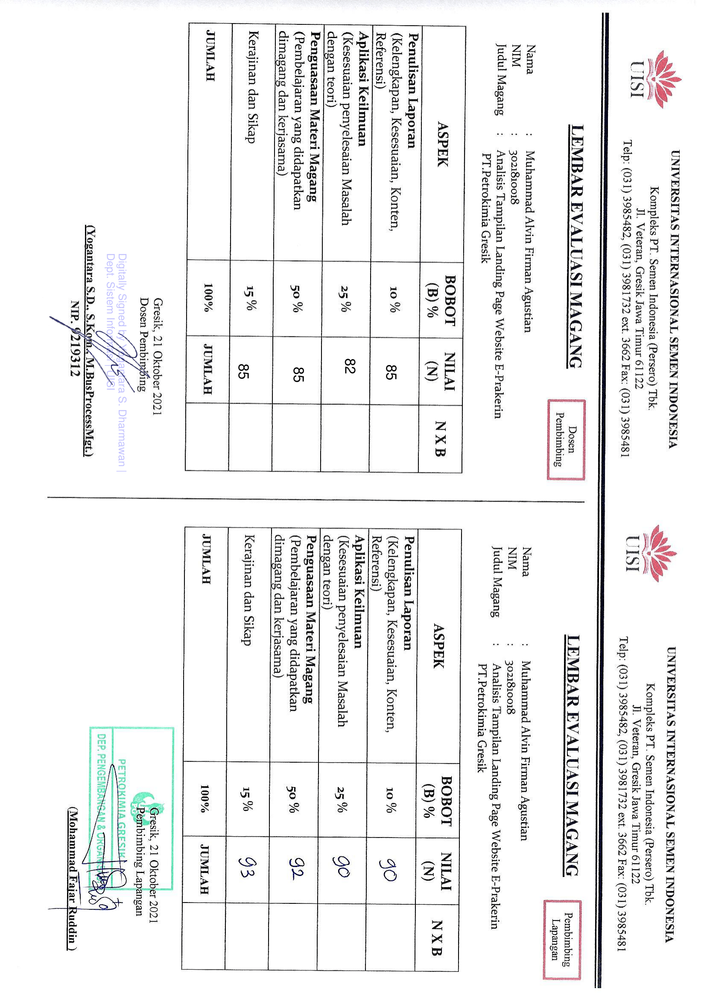 UISI
UNIVERSITAS INTERNASIONAL SEMEN INDONESIA
Kompleks PT. Semen Indonesia (Persero) Tbk.
Jl. Veteran, Gresik Jawa Timur 61122
Telp: (031) 3985482, (031) 3981732 ext. 3662 Fax: (031) 3985481
Dosen
Pembimbing
LEMBAR EVALUASI MAGANG
Nama : Muhammad Alvin Firman Agustian
NIM : 3021810018
Judul Magang : Analisis Tampilan Landing Page Website E-Prakerin
PT.Petrokimia Gresik
ASPEK BOBOT (B) % NILAI (N) N X B
Penulisan Laporan
(Kelengkapan, Kesesuaian, Konten, 10 % 85
Referensi)
Aplikasi Keilmuan
(Kesesuaian penyelesaian Masalah 25 % 82
dengan teori)
Penguasaan Materi Magang
(Pembelajaran yang didapatkan 50 % 85
dimagang dan kerjasama)
Kerajinan dan Sikap 15 % 85
JUMLAH 100% JUMLAH
Gresik, 21 Oktober 2021
Dosen Pembimbing
Digitally Signed by Yogantara S. Dharmawan |
Dept. Sistem Informasi | UISI
(Yogantara S.D., S.Kom., M.BusProcessMgt.)
NIP. 9219312
UISI
UNIVERSITAS INTERNASIONAL SEMEN INDONESIA
Kompleks PT. Semen Indonesia (Persero) Tbk.
Jl. Veteran, Gresik Jawa Timur 61122
Telp: (031) 3985482, (031) 3981732 ext. 3662 Fax: (031) 3985481
Pembimbing
Lapangan
LEMBAR EVALUASI MAGANG
Nama : Muhammad Alvin Firman Agustian
NIM : 3021810018
Judul Magang : Analisis Tampilan Landing Page Website E-Prakerin
PT.Petrokimia Gresik
ASPEK BOBOT (B) % NILAI (N) N X B
Penulisan Laporan
(Kelengkapan, Kesesuaian, Konten, 10 % 90
Referensi)
Aplikasi Keilmuan
(Kesesuaian penyelesaian Masalah 25 % 90
dengan teori)
Penguasaan Materi Magang
(Pembelajaran yang didapatkan 50 % 92
dimagang dan kerjasama)
Kerajinan dan Sikap 15 % 93
JUMLAH 100% JUMLAH
Gresik, 21 Oktober 2021
Pembimbing Lapangan
PETROKIMIA GRESIK
DEP. PENGEMBANGAN &
(Mohammad Fajar Ruddin )